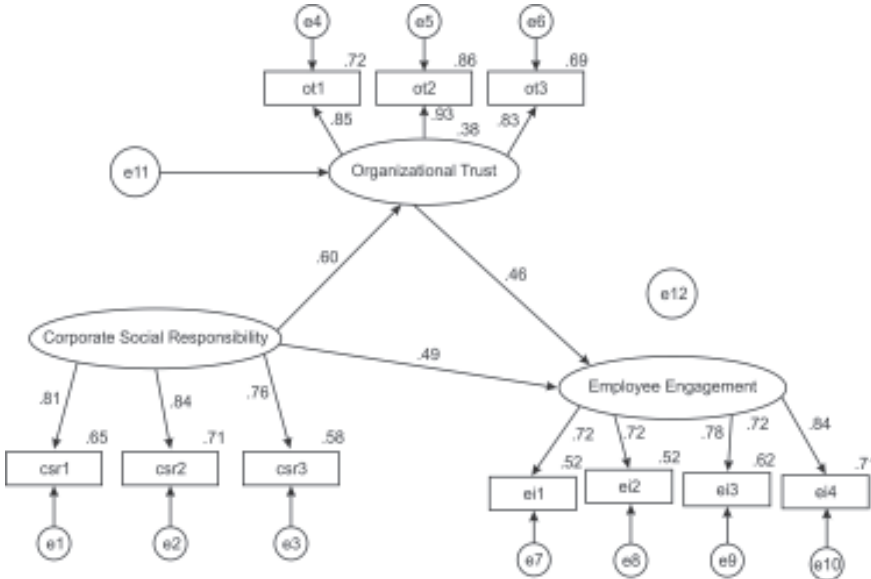 e4 e5 e6
.72 .86 .69
ot1 ot2 ot3
.85 .93 .83
.38
e11 Organizational Trust
.60 .46
e12
Corporate Social Responsibility
.49
Employee Engagement
.81 .84 .76
.72 .72 .78 .72 .84
.65 .71 .58
csr1 csr2 csr3
.52 .52 .62
ei1 ei2 ei3 ei4
e1 e2 e3
e7 e8 e9 e10